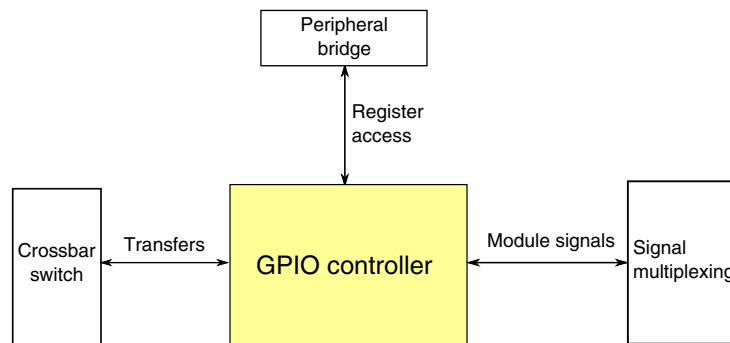 Peripheral
bridge
Register
access
Crossbar
switch
Transfers
GPIO controller
Module signals
Signal
multiplexing